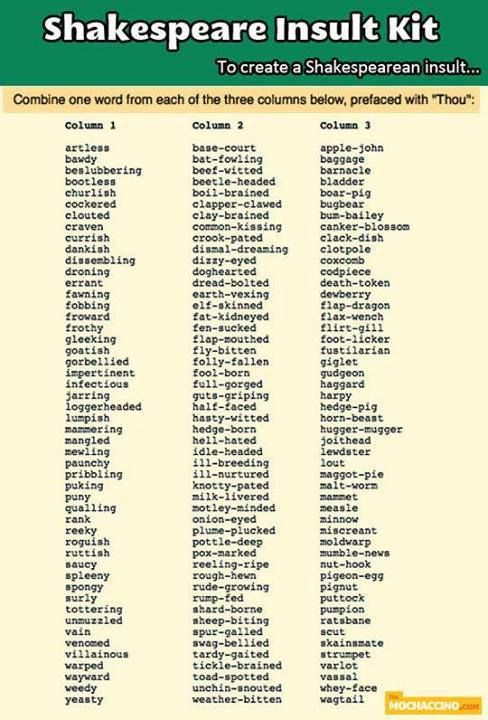 Shakespeare Insult Kit
To create a Shakespearean insult...
Combine one word from each of the three columns below, prefaced with "Thou":
Column 1 Column 2 Column 3
artless base-court apple-john
bawdy bat-fowling baggage
beslubbering beef-witted barnacle
bootless beetle-headed bladder
churlish boil-brained boar-pig
cockered clapper-clawed bugbear
clouted clay-brained bum-bailey
craven common-kissing canker-blossom
currish crook-pated clack-dish
dankish dismal-dreaming clotpole
dissembling dizzy-eyed coxcomb
droning doghearted codpiece
errant dread-bolted death-token
fawning earth-vexing dewberry
fobbing elf-skinned flap-dragon
froward fat-kidneyed flax-wench
frothy fen-sucked flirt-gill
gleeking flap-mouthed foot-licker
goatish fly-bitten fustilarian
gorbellied folly-fallen giglet
impertinent fool-born gudgeon
infectious full-gorged haggard
jarring guts-griping harpy
loggerheaded half-faced hedge-pig
lumpish hasty-witted horn-beast
mammering hedge-born hugger-mugger
mangled hell-hated joithead
mewling idle-headed lewdster
paunchy ill-breeding lout
pribbling ill-nurtured maggot-pie
puking knotty-pated malt-worm
puny milk-livered mammet
qualling motley-minded measle
rank onion-eyed minnow
reeky plume-plucked miscreant
roguish pottle-deep moldwarp
ruttish pox-marked mumble-news
saucy reeling-ripe nut-hook
spleeny rough-hewn pigeon-egg
spongy rude-growing pignut
surly rump-fed puttock
tottering shard-borne pumpion
unmuzzled sheep-biting ratsbane
vain spur-galled scut
venomed swag-bellied skainsmate
villainous tardy-gaited strumpet
warped tickle-brained varlot
wayward toad-spotted vassal
weedy unchin-snouted whey-face
yeasty weather-bitten wagtail
The
MOCHACCINO.COM